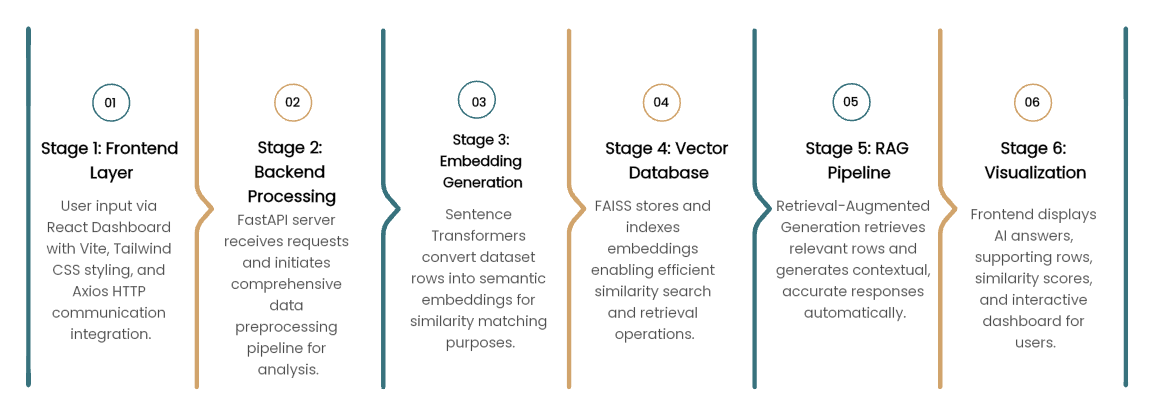 01
Stage 1: Frontend
Layer
User input via
React Dashboard
with Vite, Tailwind
CSS styling, and
Axios HTTP
communication
integration.
02
Stage 2:
Backend
Processing
FastAPI server
receives requests
and initiates
comprehensive
data
preprocessing
pipeline for
analysis.
03
Stage 3:
Embedding
Generation
Sentence
Transformers
convert dataset
rows into semantic
embeddings for
similarity matching
purposes.
04
Stage 4: Vector
Database
FAISS stores and
indexes
embeddings
enabling efficient
similarity search
and retrieval
operations.
05
Stage 5: RAG
Pipeline
Retrieval-Augmented
Generation retrieves
relevant rows and
generates contextual,
accurate responses
automatically.
06
Stage 6:
Visualization
Frontend displays
AI answers,
supporting rows,
similarity scores,
and interactive
dashboard for
users.